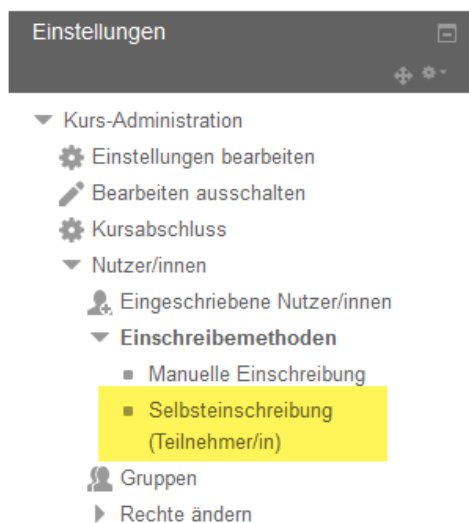 Einstellungen
Kurs-Administration
Einstellungen bearbeiten
Bearbeiten ausschalten
Kursabschluss
Nutzer/innen
Eingeschriebene Nutzer/innen
Einschreibemethoden
Manuelle Einschreibung
Selbsteinschreibung
(Teilnehmer/in)
Gruppen
Rechte ändern